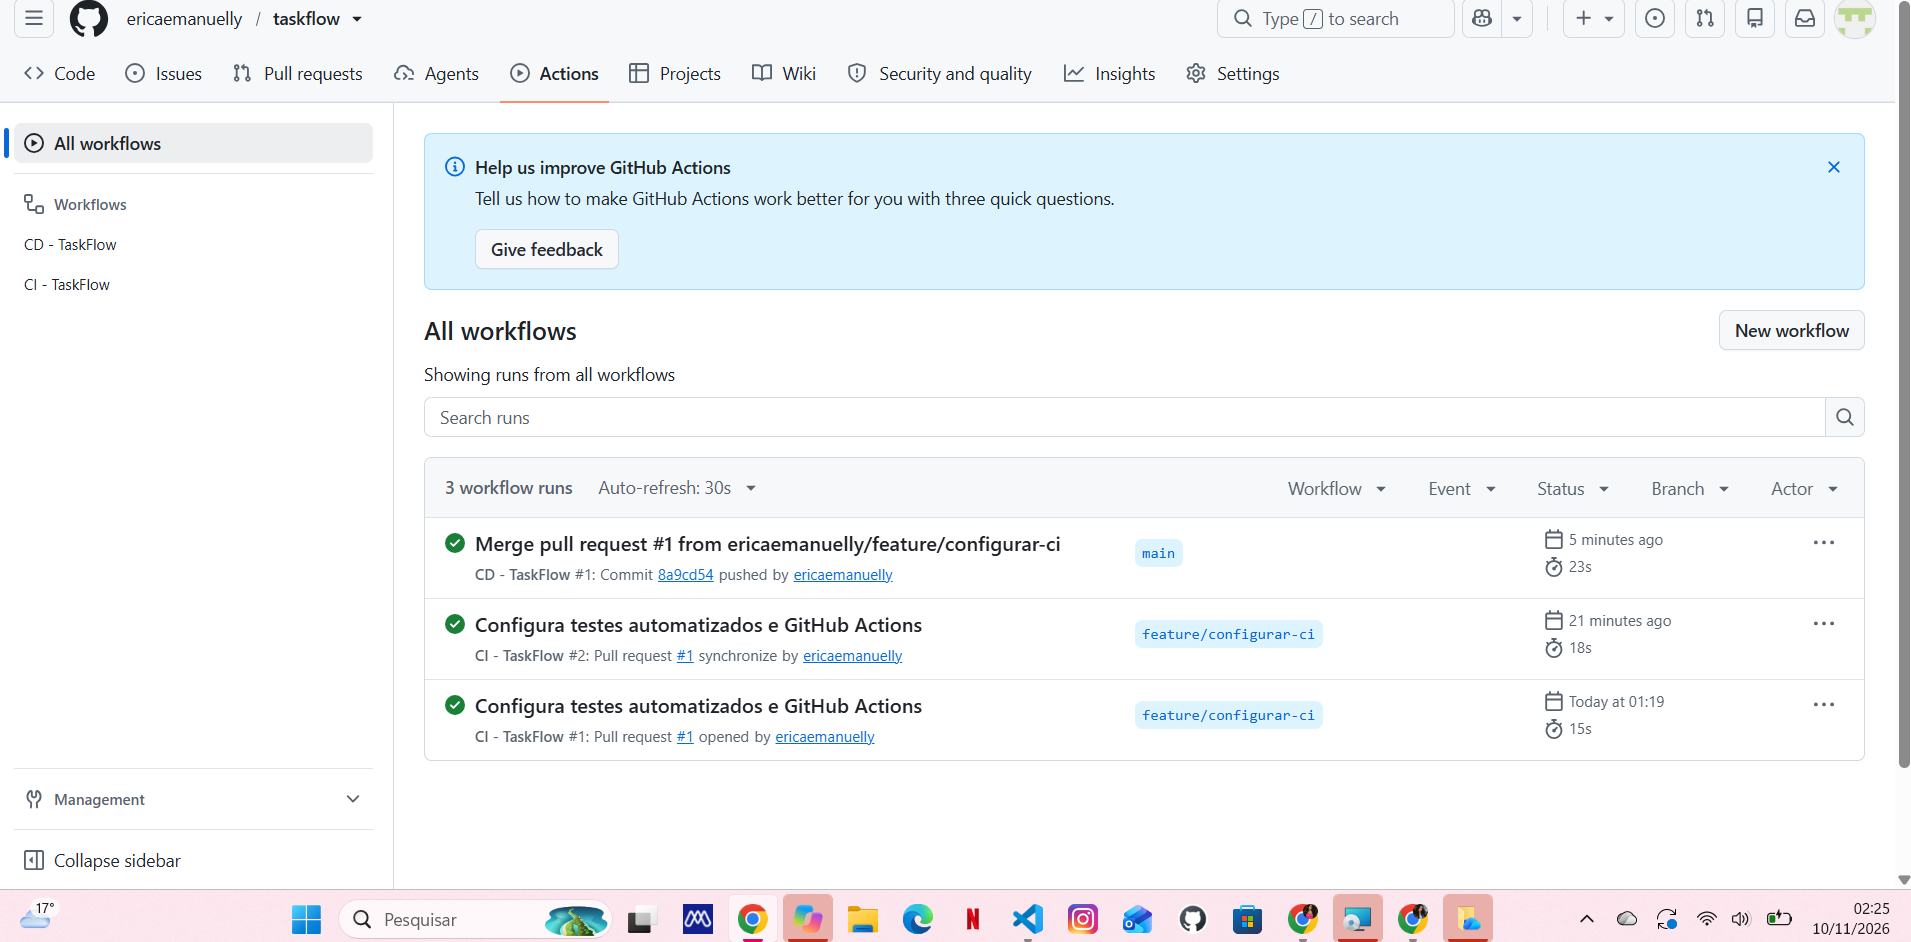 ericaemanuelly / taskflow
Type / to search
Code
Issues
Pull requests
Agents
Actions
Projects
Wiki
Security and quality
Insights
Settings
All workflows
Workflows
CD - TaskFlow
CI - TaskFlow
Management
Collapse sidebar
Help us improve GitHub Actions
Tell us how to make GitHub Actions work better for you with three quick questions.
Give feedback
All workflows
New workflow
Showing runs from all workflows
Search runs
3 workflow runs
Auto-refresh: 30s
Workflow
Event
Status
Branch
Actor
Merge pull request #1 from ericaemanuelly/feature/configurar-ci
CD - TaskFlow #1: Commit 8a9cd54 pushed by ericaemanuelly
main
5 minutes ago
23s
Configura testes automatizados e GitHub Actions
CI - TaskFlow #2: Pull request #1 synchronize by ericaemanuelly
feature/configurar-ci
21 minutes ago
18s
Configura testes automatizados e GitHub Actions
CI - TaskFlow #1: Pull request #1 opened by ericaemanuelly
feature/configurar-ci
Today at 01:19
15s
17°
Pesquisar
02:25
10/11/2026